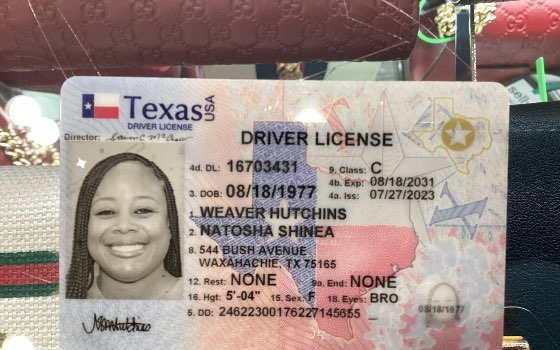 Texas USA
DRIVER LICENSE
Director:
DRIVER LICENSE
4d. DL: 16703431 9. Class: C
4b. Exp: 08/18/2031
3. DOB: 08/18/1977 4a. Iss: 07/27/2023
1. WEAVER HUTCHINS
2. NATOSHA SHINEA
8. 544 BUSH AVENUE
WAXAHACHIE, TX 75165
12. Rest: NONE 9a. End: NONE
16. Hgt: 5'-04" 15. Sex: F 18. Eyes: BRO
5. DD: 24622300176227145655
08/18/1977